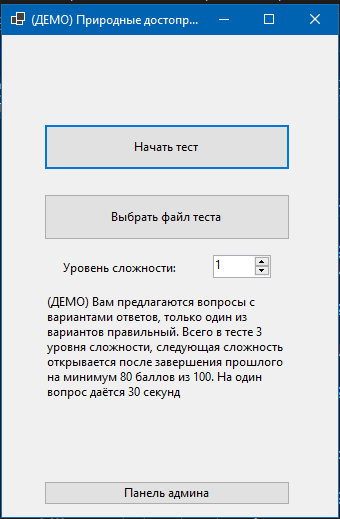 (ДЕМО) Природные достопр...
Начать тест
Выбрать файл теста
Уровень сложности:
1
(ДЕМО) Вам предлагаются вопросы с
вариантами ответов, только один из
вариантов правильный. Всего в тесте 3
уровня сложности, следующая сложность
открывается после завершения прошлого
на минимум 80 баллов из 100. На один
вопрос даётся 30 секунд
Панель админа